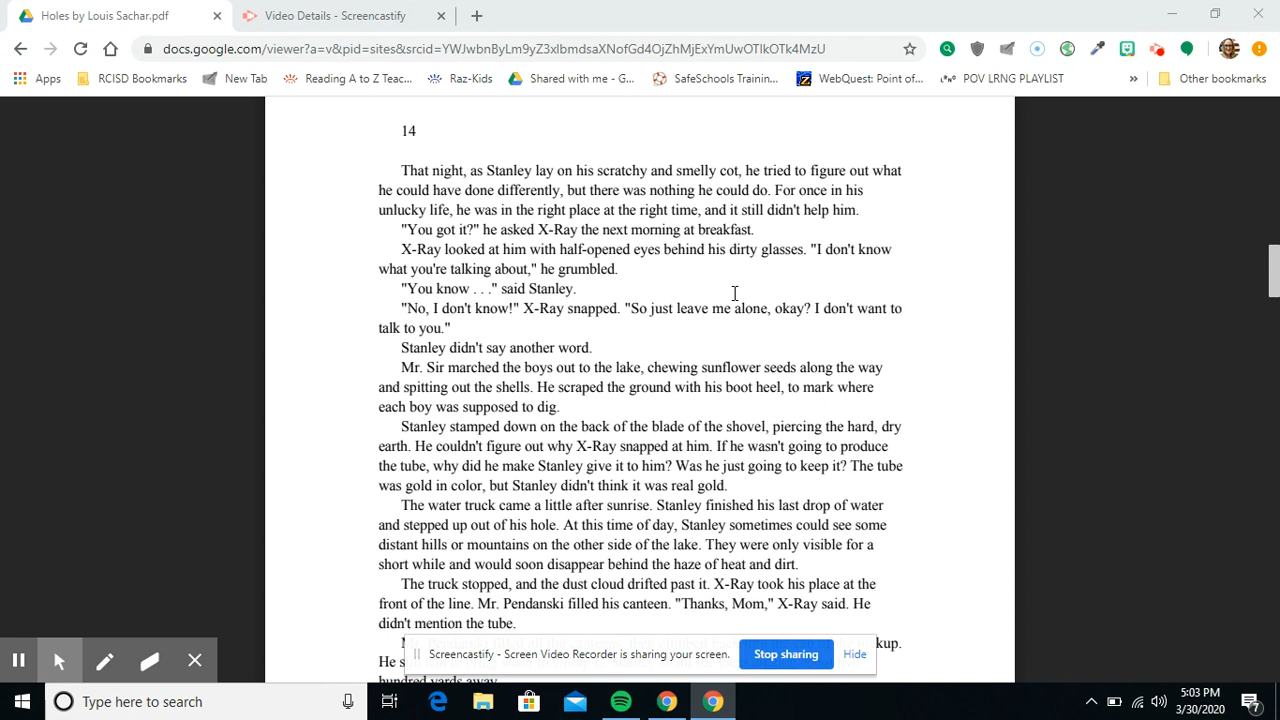 Holes by Louis Sachar.pdf
Video Details - Screencastify
docs.google.com/viewer?a=v&pid=sites&srcid=YWJwbnByLm9yZ3xlbmdsaXNofGd4OjZhMjExYmUwOTlkOTk4MzU
Apps RCISD Bookmarks New Tab Reading A to Z Teac... Raz-Kids Shared with me - G... SafeSchools Trainin... WebQuest: Point of... POV LRNG PLAYLIST » Other bookmarks
14
That night, as Stanley lay on his scratchy and smelly cot, he tried to figure out what
he could have done differently, but there was nothing he could do. For once in his
unlucky life, he was in the right place at the right time, and it still didn't help him.
"You got it?" he asked X-Ray the next morning at breakfast.
X-Ray looked at him with half-opened eyes behind his dirty glasses. "I don't know
what you're talking about," he grumbled.
"You know . . ." said Stanley.
"No, I don't know!" X-Ray snapped. "So just leave me alone, okay? I don't want to
talk to you."
Stanley didn't say another word.
Mr. Sir marched the boys out to the lake, chewing sunflower seeds along the way
and spitting out the shells. He scraped the ground with his boot heel, to mark where
each boy was supposed to dig.
Stanley stamped down on the back of the blade of the shovel, piercing the hard, dry
earth. He couldn't figure out why X-Ray snapped at him. If he wasn't going to produce
the tube, why did he make Stanley give it to him? Was he just going to keep it? The tube
was gold in color, but Stanley didn't think it was real gold.
The water truck came a little after sunrise. Stanley finished his last drop of water
and stepped up out of his hole. At this time of day, Stanley sometimes could see some
distant hills or mountains on the other side of the lake. They were only visible for a
short while and would soon disappear behind the haze of heat and dirt.
The truck stopped, and the dust cloud drifted past it. X-Ray took his place at the
front of the line. Mr. Pendanski filled his canteen. "Thanks, Mom," X-Ray said. He
didn't mention the tube.
kup.
He s
hundred yards away.
Screencastify - Screen Video Recorder is sharing your screen. Stop sharing Hide
Type here to search
5:03 PM
3/30/2020
7